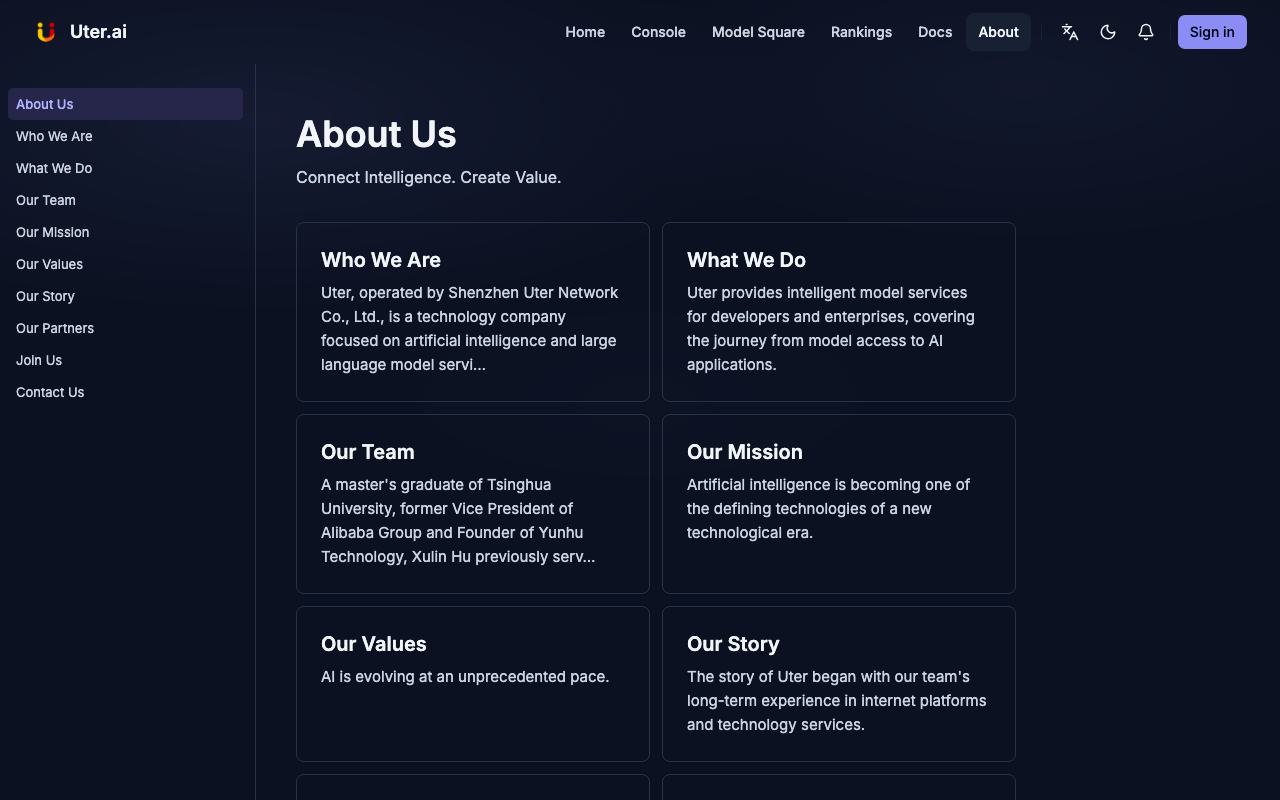 Uter.ai
Home
Console
Model Square
Rankings
Docs
About
Sign in
About Us
Who We Are
What We Do
Our Team
Our Mission
Our Values
Our Story
Our Partners
Join Us
Contact Us
About Us
Connect Intelligence. Create Value.
Who We Are
Uter, operated by Shenzhen Uter Network
Co., Ltd., is a technology company
focused on artificial intelligence and large
language model servi...
What We Do
Uter provides intelligent model services
for developers and enterprises, covering
the journey from model access to AI
applications.
Our Team
A master's graduate of Tsinghua
University, former Vice President of
Alibaba Group and Founder of Yunhu
Technology, Xulin Hu previously serv...
Our Mission
Artificial intelligence is becoming one of
the defining technologies of a new
technological era.
Our Values
AI is evolving at an unprecedented pace.
Our Story
The story of Uter began with our team's
long-term experience in internet platforms
and technology services.